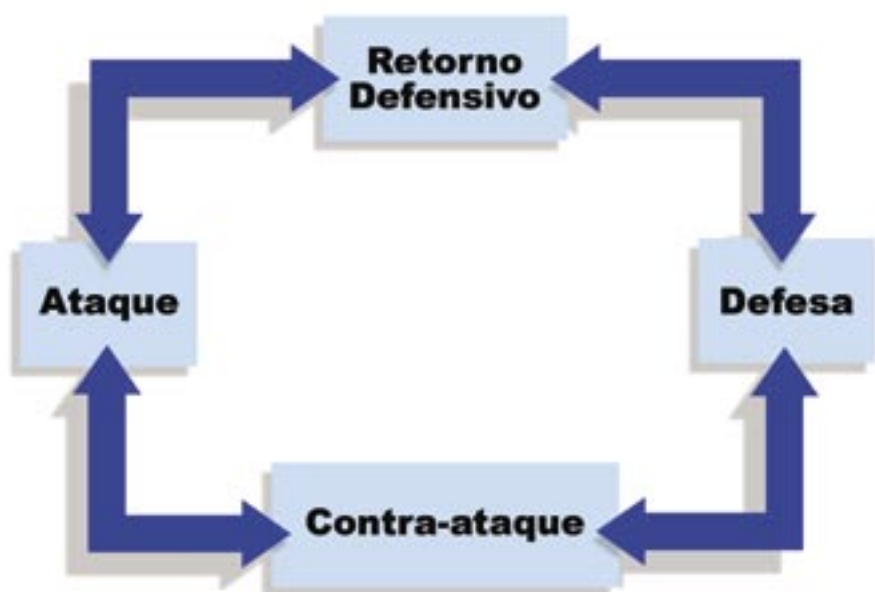 Retorno
Defensivo
Ataque
Defesa
Contra-ataque